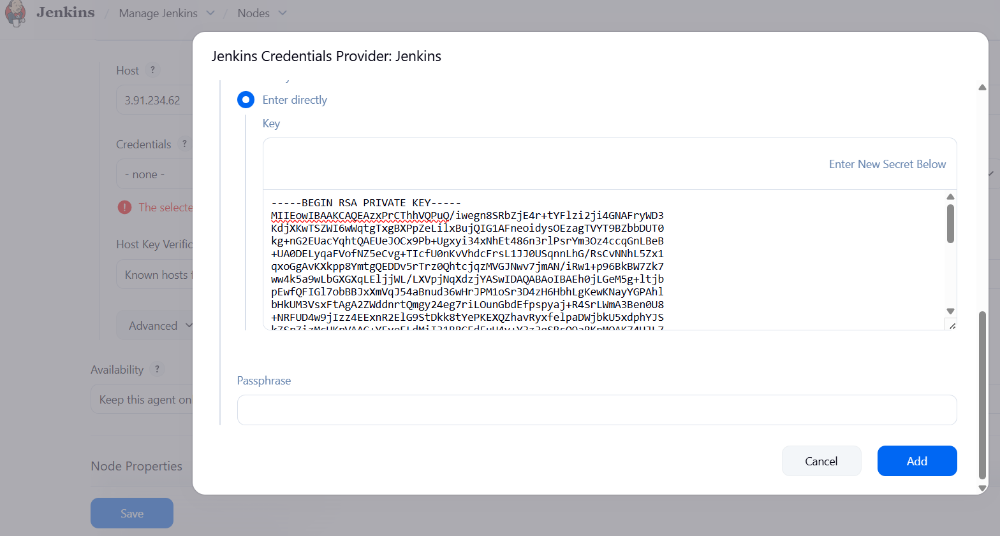 Jenkins / Manage Jenkins / Nodes
Jenkins Credentials Provider: Jenkins
Host ?
3.91.234.62
Credentials ?
- none -
! The selecte
Host Key Verific
Known hosts f
Advanced
Availability ?
Keep this agent on
Node Properties
Save
Enter directly
Key
Enter New Secret Below
-----BEGIN RSA PRIVATE KEY-----
MIIEowIBAAKCAQEAzxPrCThhVQPuQ/iwegn8SRbZjE4r+tYFlzi2ji4GNAFryWD3
KdjXKwTSZWI6wWqtgTxgBXPpZeLilxBujQIG1AFneoidysOEzagTVYT9BZbbDUT0
kg+nG2EUacYqhtQAEUeJOCx9Pb+Ugxyi34xNhEt486n3rlPsrYm3Oz4ccqGnLBeB
+UA0DELyqaFVofNZ5eCvg+TIcfU0nKvVhdcFrsL1JJ0USqnnLhG/RsCvNNhL5Zx1
qxoGgAvKXkpp8YmtgQEDDv5rTrz0QhtcjqzMVGJNwv7jmAN/iRw1+p96BkBW7Zk7
ww4k5a9wLbGXGXqLEljjWL/LXVpjNqXdzjYASwIDAQABAoIBAEh0jLGeM5g+ltjb
pEwfQFIGl7obBBJxXmVqJ54aBnud36wHrJPM1oSr3D4zH6HbhLgKewKNayYGPAhl
bHkUM3VsxFtAgA2ZWddnrtQmgy24eg7riLOunGbdEfpspyaj+R4SrLWmA3Ben0U8
+NRFUD4w9jIzz4EExnR2ElG9StDkk8tYePKEXQZhavRyxfelpaDWjbkU5xdphYJS
Passphrase
Cancel
Add